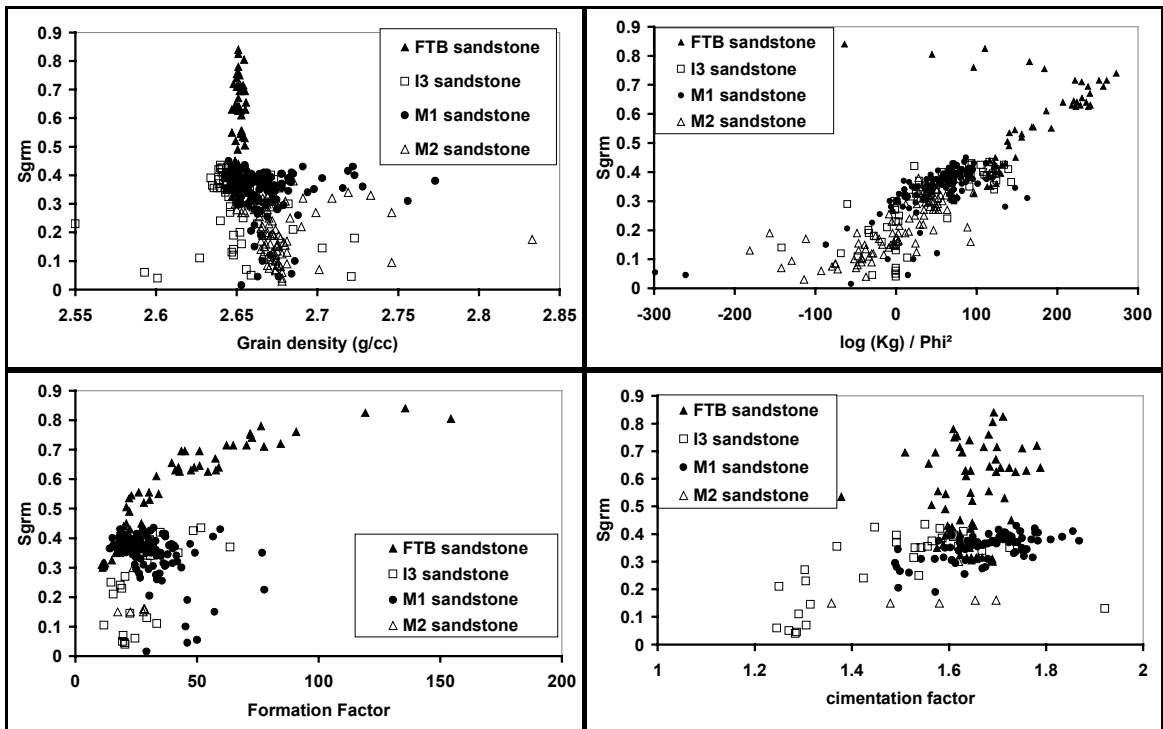 0.9
0.8
0.7
0.6
0.5
0.4
0.3
0.2
0.1
0
Sgrm
FTB sandstone
I3 sandstone
M1 sandstone
M2 sandstone
2.55 2.6 2.65 2.7 2.75 2.8 2.85
Grain density (g/cc)
0.9
0.8
0.7
0.6
0.5
0.4
0.3
0.2
0.1
0
Sgrm
FTB sandstone
I3 sandstone
M1 sandstone
M2 sandstone
-300 -200 -100 0 100 200 300
log (Kg) / Phi²
0.9
0.8
0.7
0.6
0.5
0.4
0.3
0.2
0.1
0
Sgrm
FTB sandstone
I3 sandstone
M1 sandstone
M2 sandstone
0 50 100 150 200
Formation Factor
0.9
0.8
0.7
0.6
0.5
0.4
0.3
0.2
0.1
0
Sgrm
FTB sandstone
I3 sandstone
M1 sandstone
M2 sandstone
1 1.2 1.4 1.6 1.8 2
cimentation factor